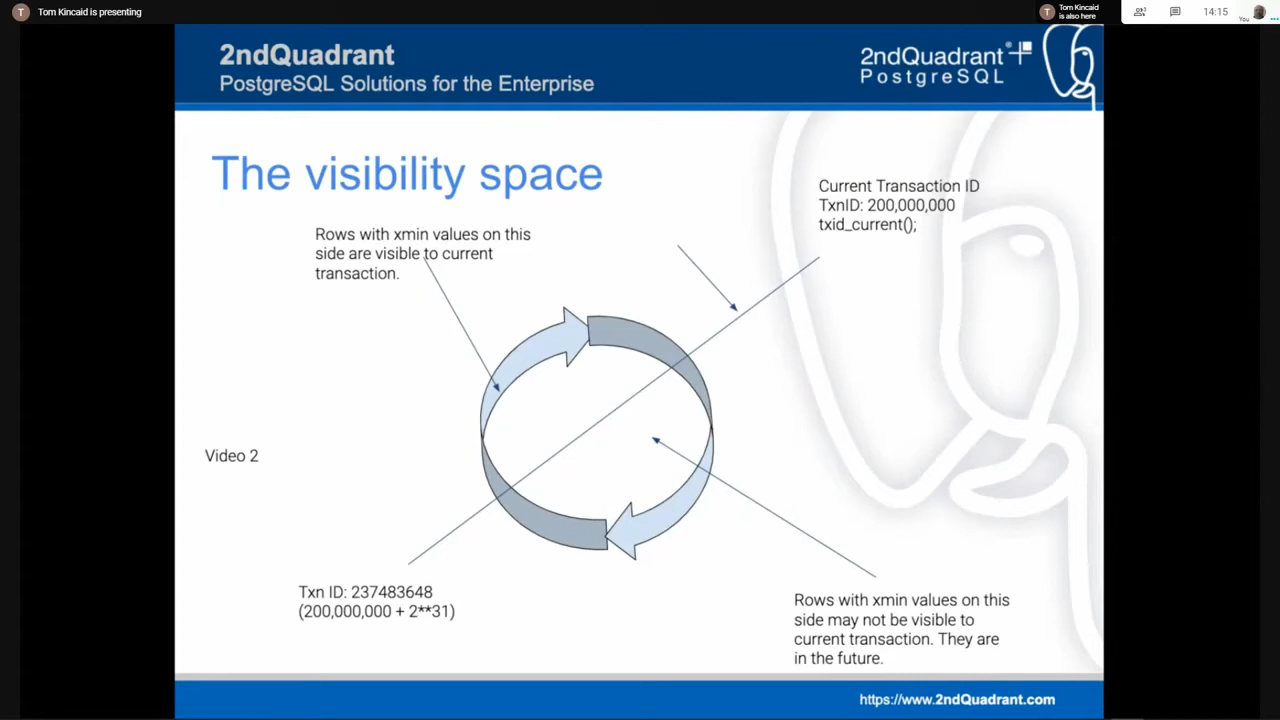 T Tom Kincaid is presenting
T Tom Kincaid
is also here
14:15
You
2ndQuadrant
PostgreSQL Solutions for the Enterprise
2ndQuadrant®
PostgreSQL
The visibility space
Current Transaction ID
TxnID: 200,000,000
txid_current();
Rows with xmin values on this
side are visible to current
transaction.
Video 2
Txn ID: 237483648
(200,000,000 + 2**31)
Rows with xmin values on this
side may not be visible to
current transaction. They are
in the future.
https://www.2ndQuadrant.com